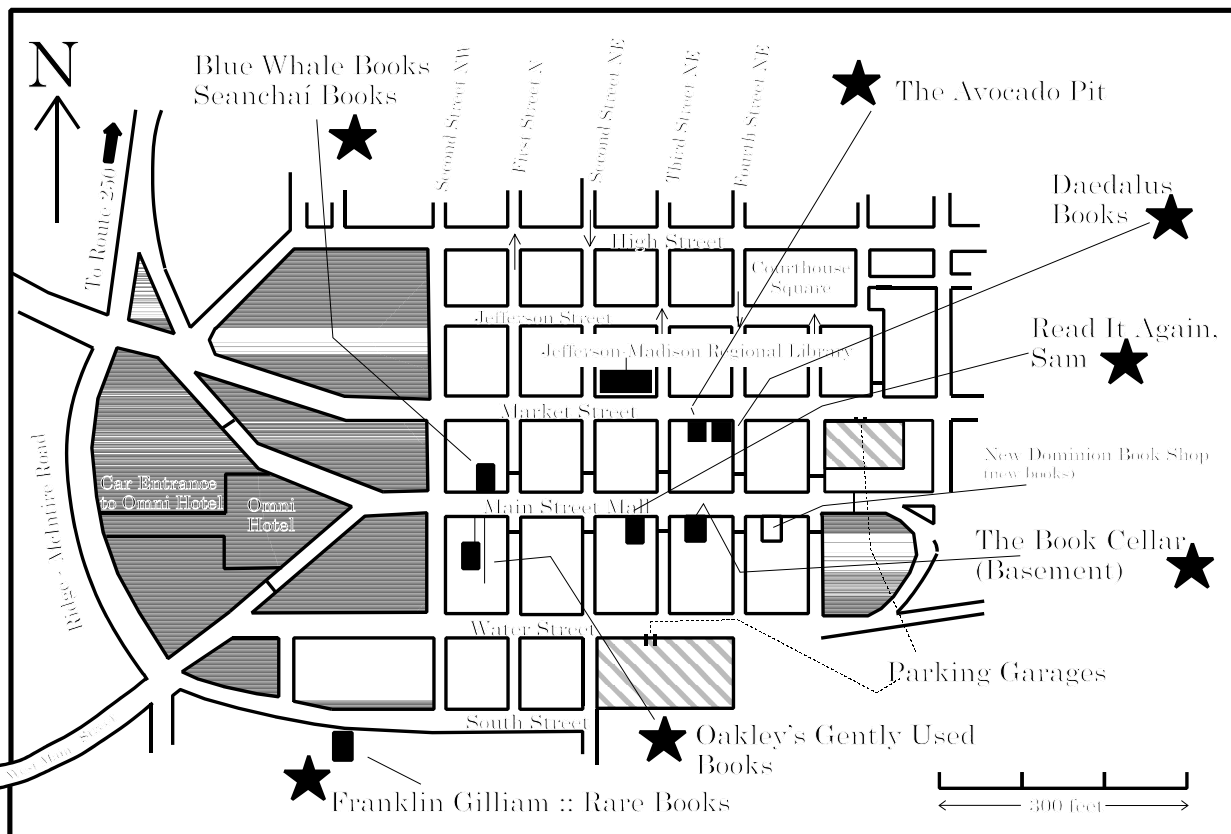 N
Blue Whale Books
Seanchaí Books
Second Street NW
First Street N
Second Street NE
Third Street NE
Fourth Street NE
The Avocado Pit
Daedalus
Books
To Route 250
High Street
Courthouse
Square
Jefferson Street
Jefferson-Madison Regional Library
Read It Again,
Sam
Market Street
New Dominion Book Shop
(new books)
Car Entrance
to Omni Hotel
Omni
Hotel
Main Street Mall
Ridge - McIntire Road
The Book Cellar
(Basement)
Water Street
Parking Garages
South Street
West Main Street
Oakley's Gently Used
Books
Franklin Gilliam :: Rare Books
300 feet